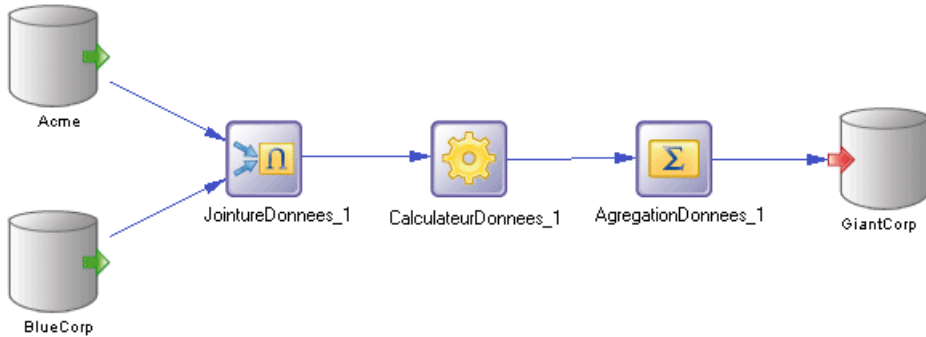 Acme
JointureDonnees_1
CalculateurDonnees_1
AgregationDonnees_1
GiantCorp
BlueCorp